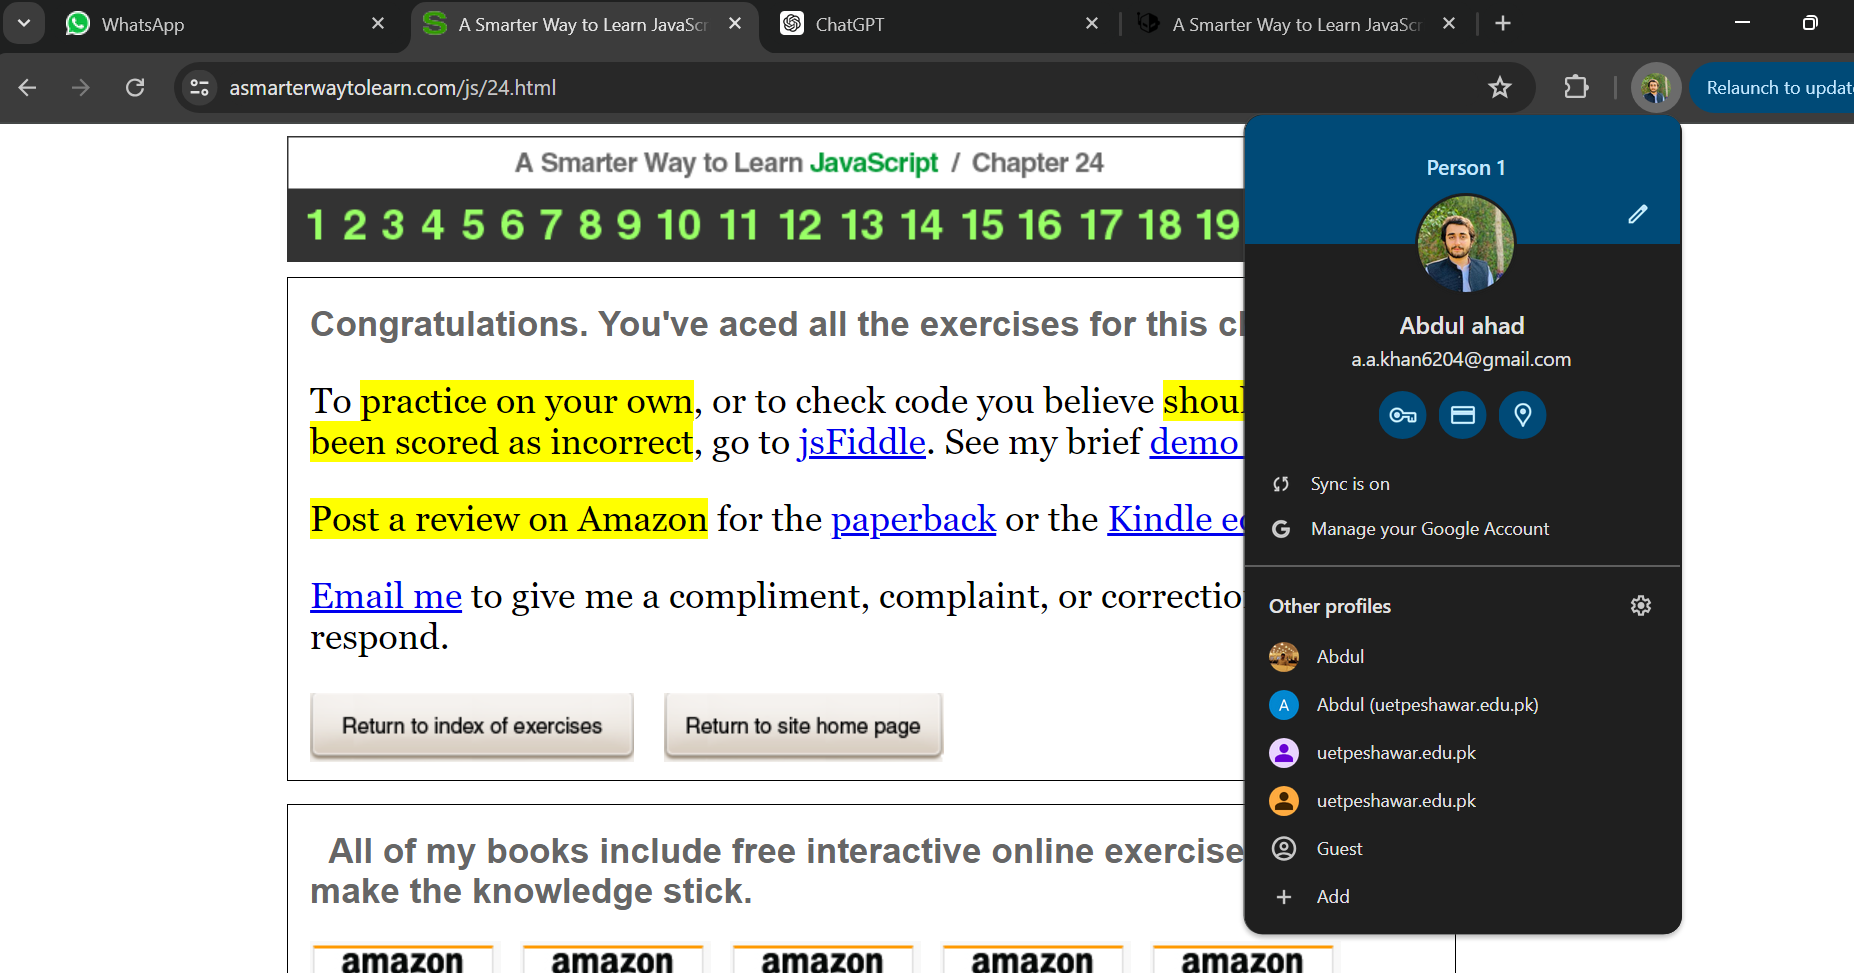 WhatsApp
A Smarter Way to Learn JavaScr
ChatGPT
A Smarter Way to Learn JavaScr
asmarterwaytolearn.com/js/24.html
Relaunch to updat
A Smarter Way to Learn JavaScript / Chapter 24
1 2 3 4 5 6 7 8 9 10 11 12 13 14 15 16 17 18 19
Congratulations. You've aced all the exercises for this cl
To practice on your own, or to check code you believe shoul
been scored as incorrect, go to jsFiddle. See my brief demo
Post a review on Amazon for the paperback or the Kindle e
Email me to give me a compliment, complaint, or correctio
respond.
Return to index of exercises
Return to site home page
All of my books include free interactive online exercise
make the knowledge stick.
amazon amazon amazon amazon amazon
Person 1
Abdul ahad
a.a.khan6204@gmail.com
Sync is on
G Manage your Google Account
Other profiles
Abdul
A Abdul (uetpeshawar.edu.pk)
uetpeshawar.edu.pk
uetpeshawar.edu.pk
Guest
Add